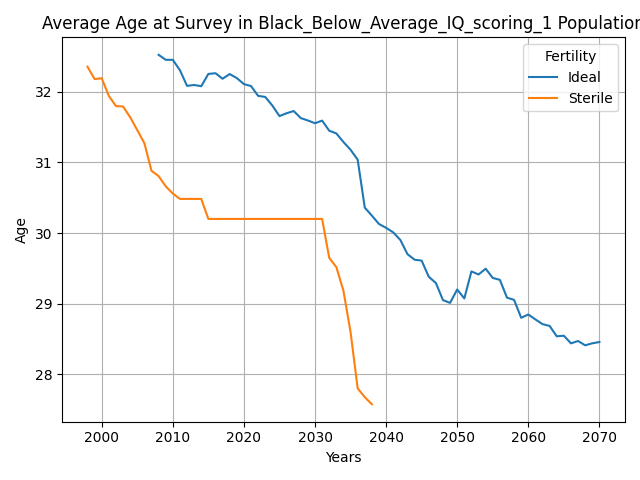 Average Age at Survey in Black_Below_Average_IQ_scoring_1 Population
Fertility
Ideal
Sterile
Age
32
31
30
29
28
2000 2010 2020 2030 2040 2050 2060 2070
Years